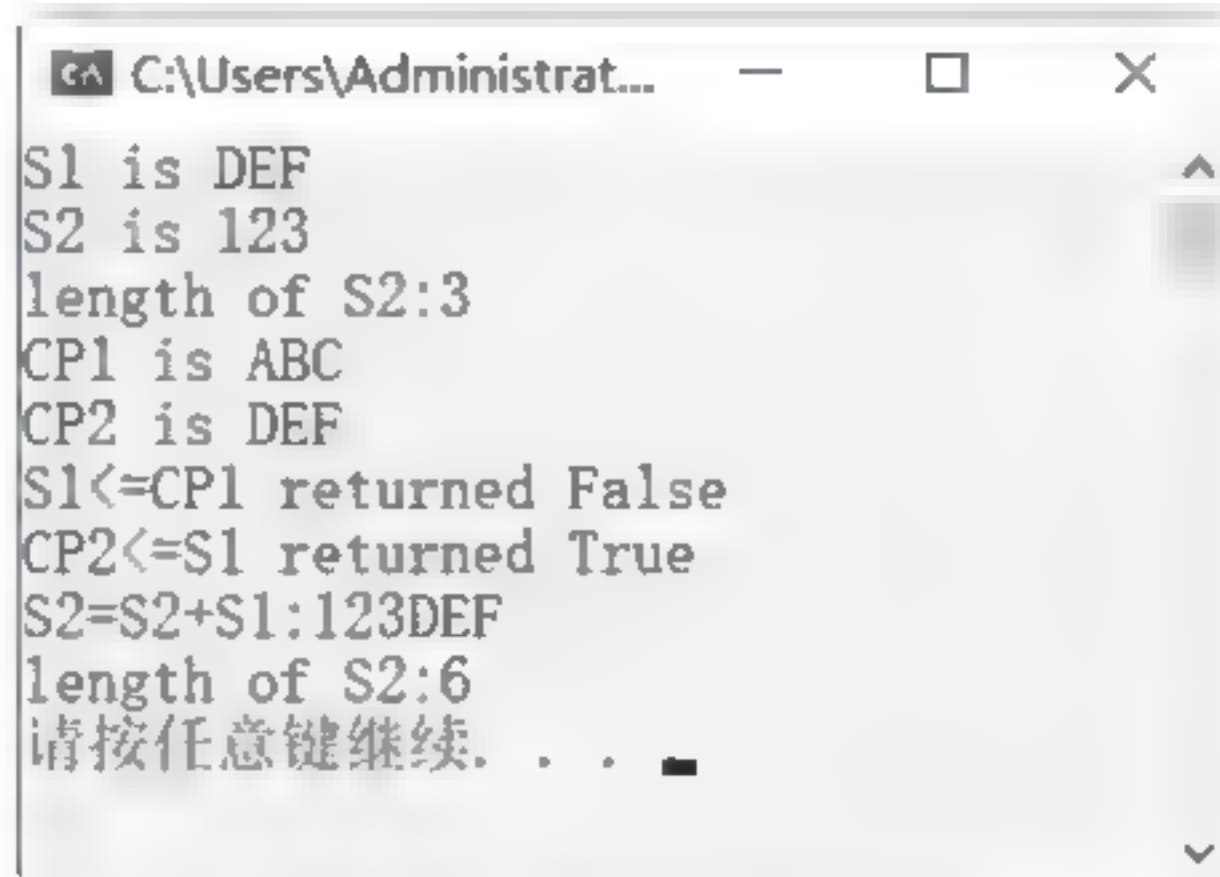 C:\Users\Administrat...
S1 is DEF
S2 is 123
length of S2:3
CP1 is ABC
CP2 is DEF
S1<=CP1 returned False
CP2<=S1 returned True
S2=S2+S1:123DEF
length of S2:6
请按任意键继续. . .